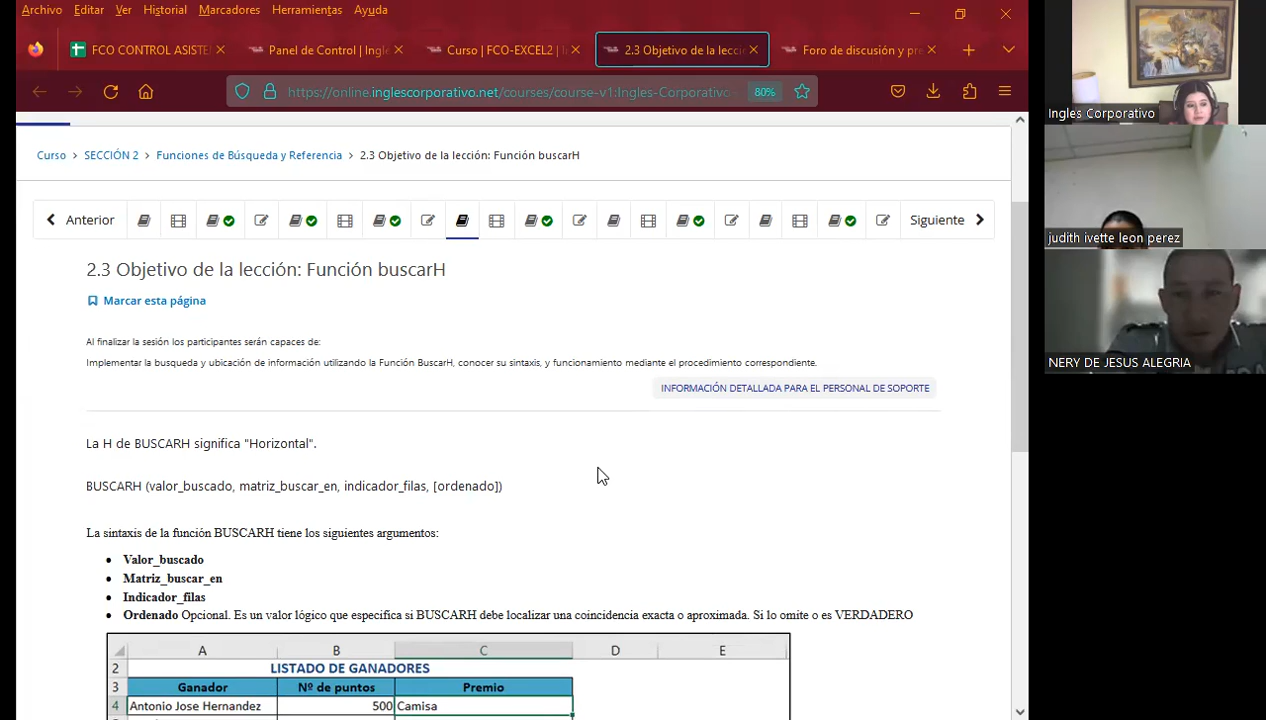 Archivo Editar Ver Historial Marcadores Herramientas Ayuda
FCO CONTROL ASISTE
Panel de Control | Ingle
Curso | FCO-EXCEL2 | I
2.3 Objetivo de la lecci
Foro de discusión y pre
https://online.inglescorporativo.net/courses/course-v1:Ingles-Corporativo
80%
Curso > SECCIÓN 2 > Funciones de Búsqueda y Referencia > 2.3 Objetivo de la lección: Función buscarH
Anterior
Siguiente
2.3 Objetivo de la lección: Función buscarH
Marcar esta página
Al finalizar la sesión los participantes serán capaces de:
Implementar la busqueda y ubicación de información utilizando la Función BuscarH, conocer su sintaxis, y funcionamiento mediante el procedimiento correspondiente.
INFORMACIÓN DETALLADA PARA EL PERSONAL DE SOPORTE
La H de BUSCARH significa "Horizontal".
BUSCARH (valor_buscado, matriz_buscar_en, indicador_filas, [ordenado])
La sintaxis de la función BUSCARH tiene los siguientes argumentos:
• Valor_buscado
• Matriz_buscar_en
• Indicador_filas
• Ordenado Opcional. Es un valor lógico que especifica si BUSCARH debe localizar una coincidencia exacta o aproximada. Si lo omite o es VERDADERO
A B C D E
2 LISTADO DE GANADORES
3 Ganador Nº de puntos Premio
4 Antonio Jose Hernandez 500 Camisa
Ingles Corporativo
judith ivette leon perez
NERY DE JESUS ALEGRIA